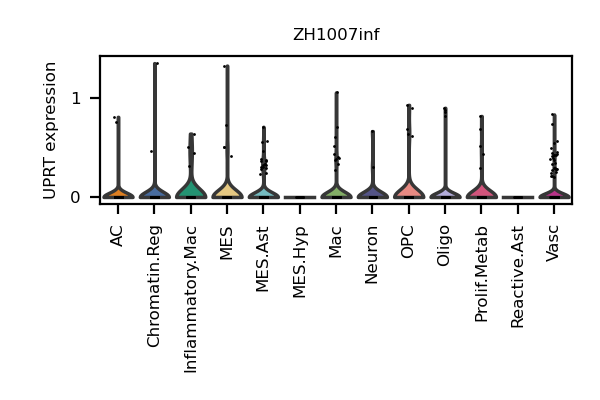 ZH1007inf
UPRT expression
1
0
AC
Chromatin.Reg
Inflammatory.Mac
MES
MES.Ast
MES.Hyp
Mac
Neuron
OPC
Oligo
Prolif.Metab
Reactive.Ast
Vasc